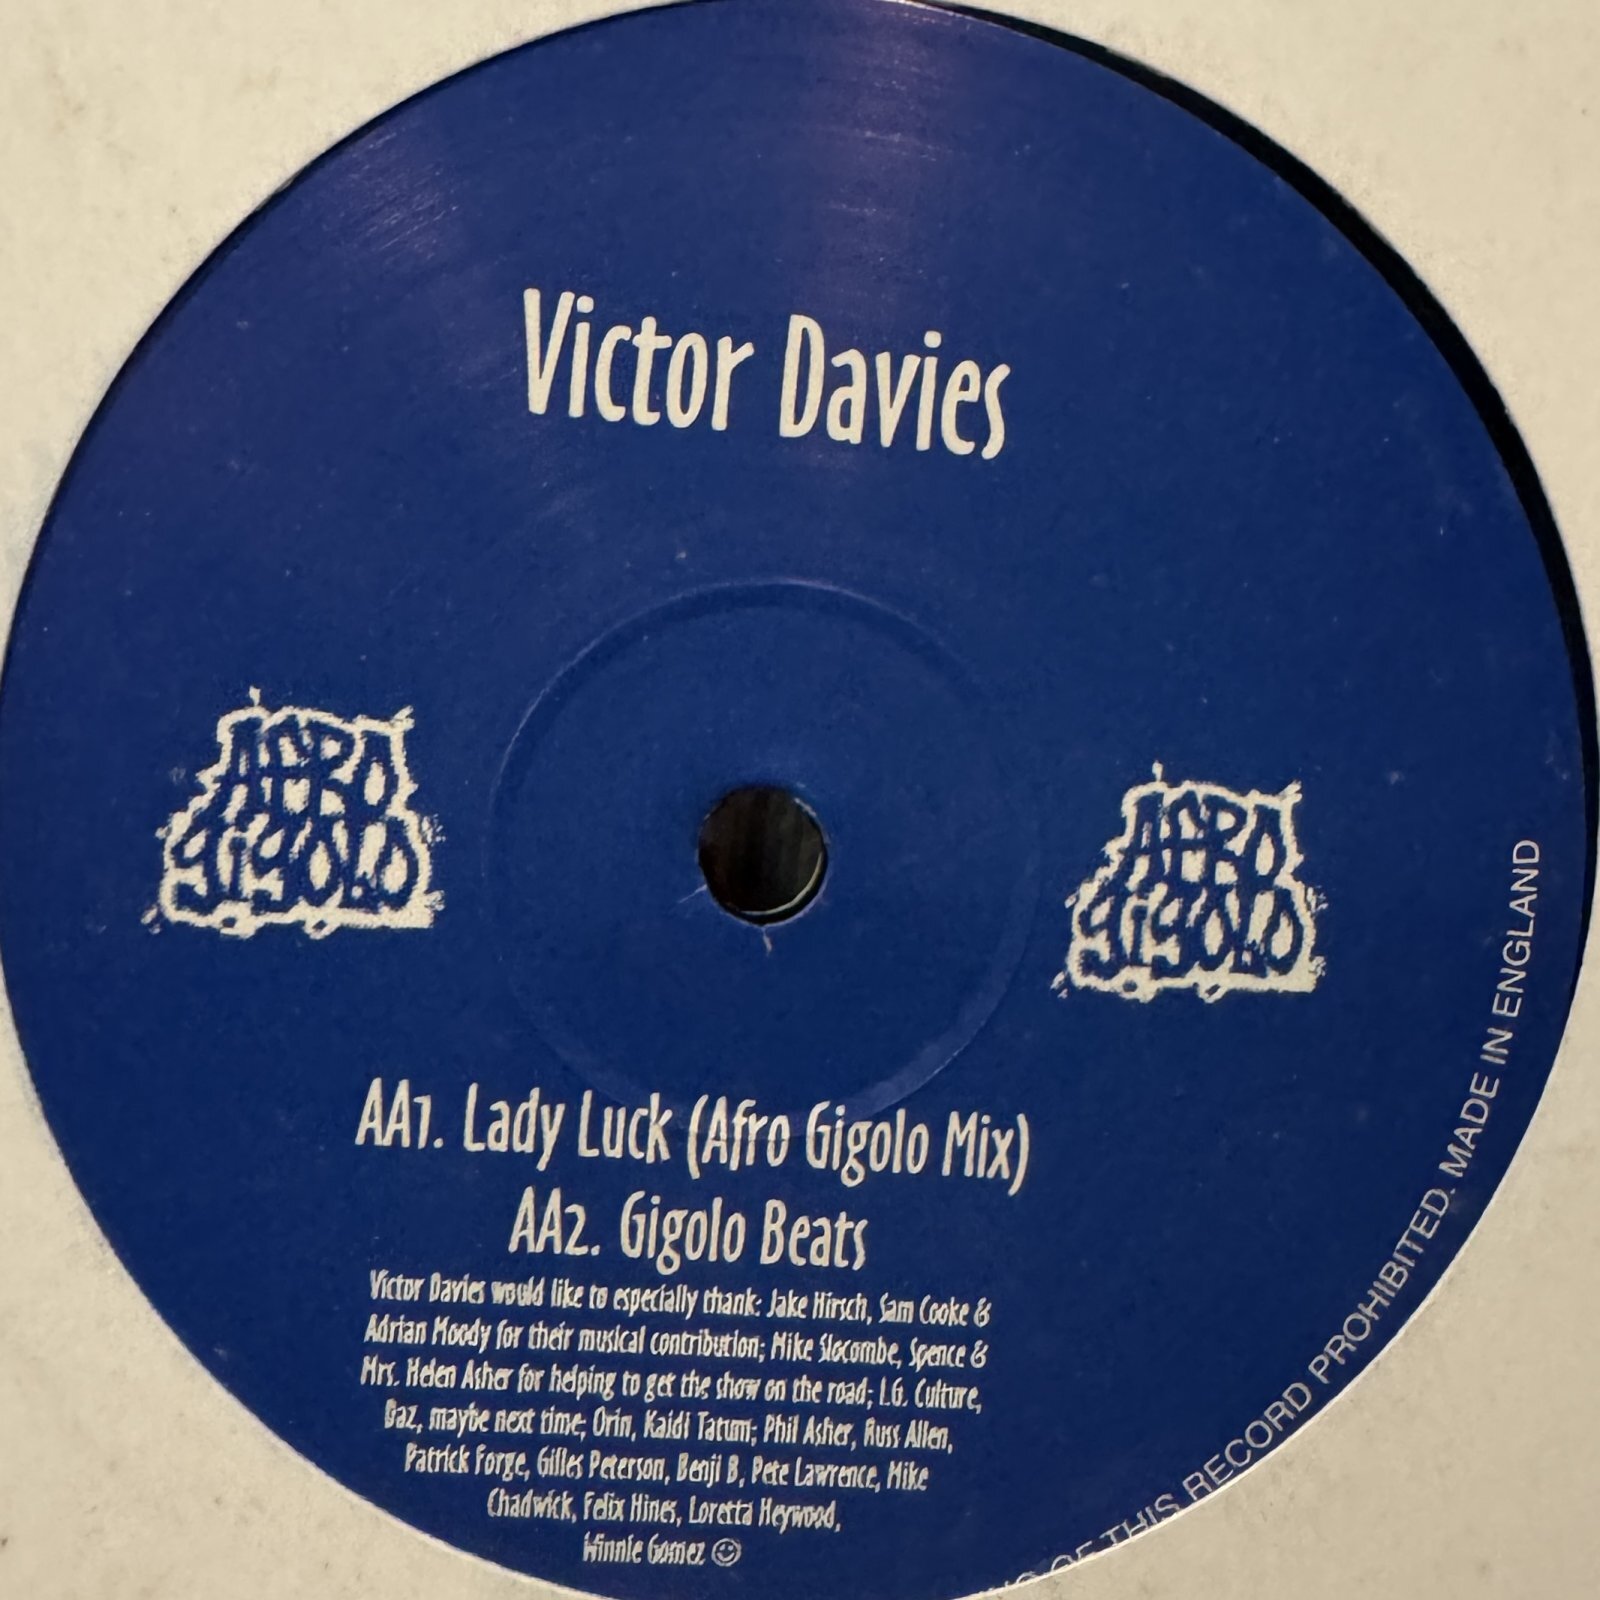 Victor Davies
AFRO
gigOLO
AFRO
gigOLO
AA1. Lady Luck (Afro Gigolo Mix)
AA2. Gigolo Beats
Victor Davies would like to especially thank: Jake Hirsch, Sam Cooke &
Adrian Moody for their musical contribution; Mike Slocombe, Spence &
Mrs. Helen Asher for helping to get the show on the road; I.G. Culture,
Daz, maybe next time; Orin, Kaidi Tatum; Phil Asher, Russ Allen,
Patrick Forge, Gilles Peterson, Benji B, Pete Lawrence, Mike
Chadwick, Felix Hines, Loretta Heywood,
Winnie Gomez ☺
OF THIS RECORD PROHIBITED. MADE IN ENGLAND